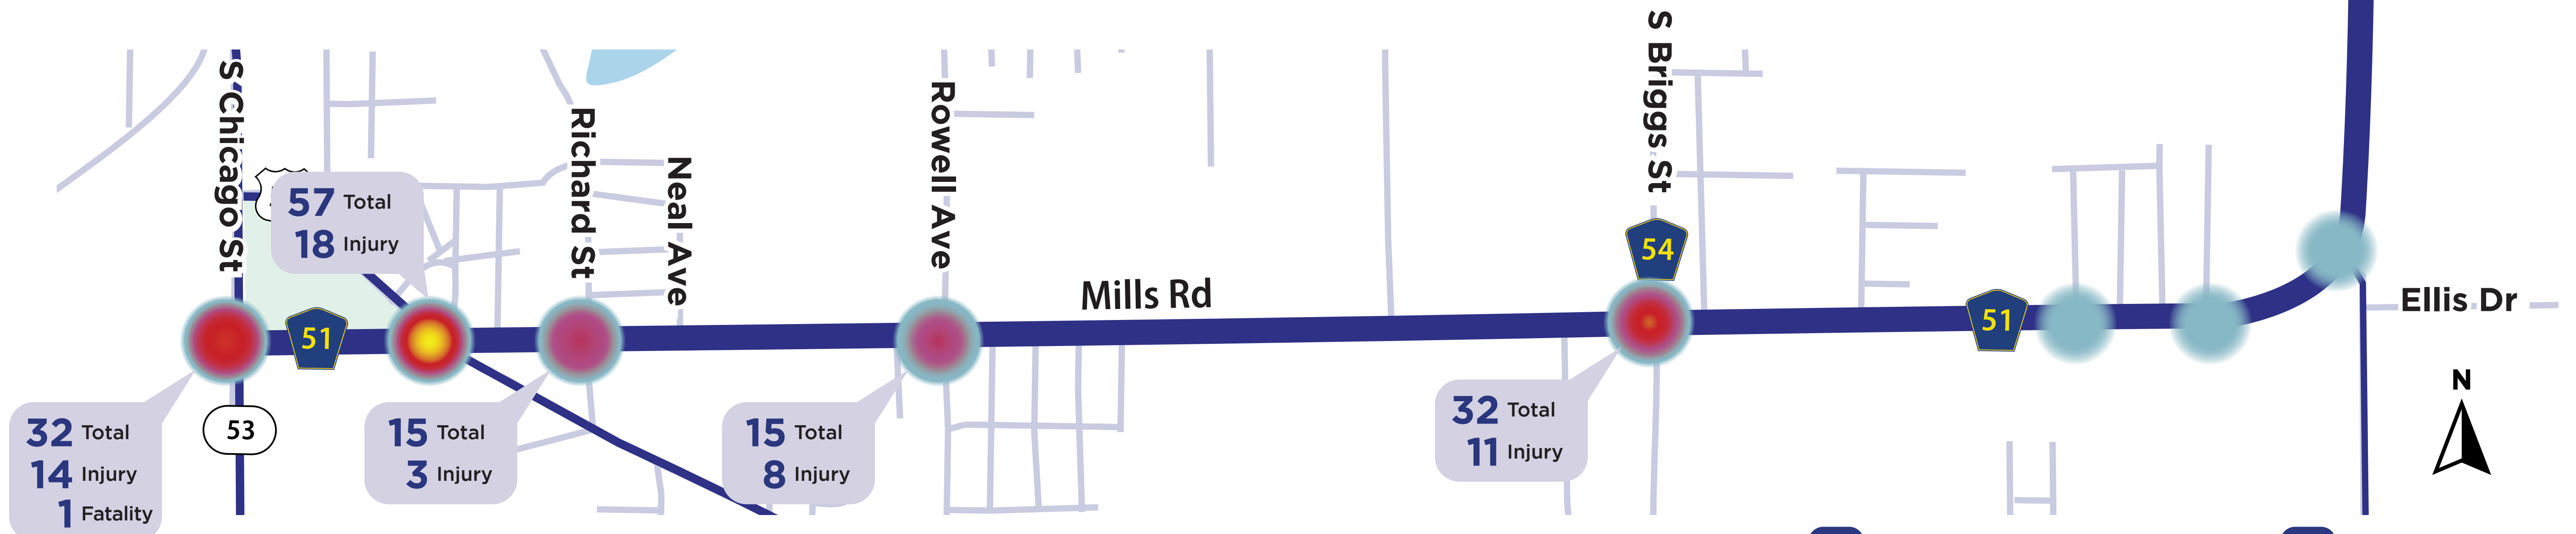 S Chicago St
57 Total
18 Injury
Richard St
Neal Ave
Rowell Ave
Mills Rd
S Briggs St
54
51
51
Ellis Dr
N
53
32 Total
14 Injury
1 Fatality
15 Total
3 Injury
15 Total
8 Injury
32 Total
11 Injury